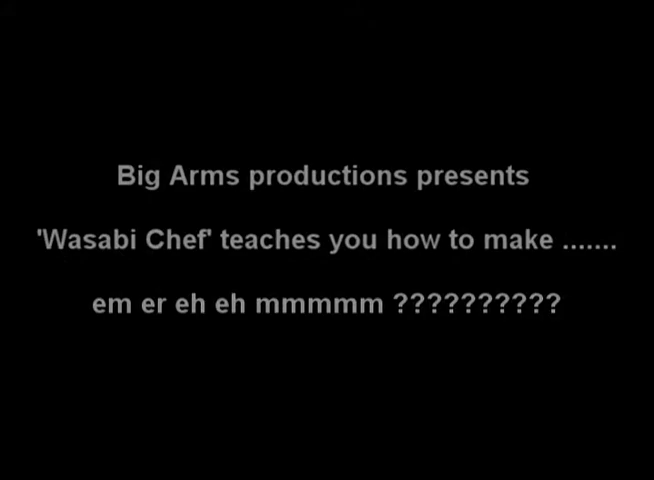 Big Arms productions presents
'Wasabi Chef' teaches you how to make .......
em er eh eh mmmmm ??????????